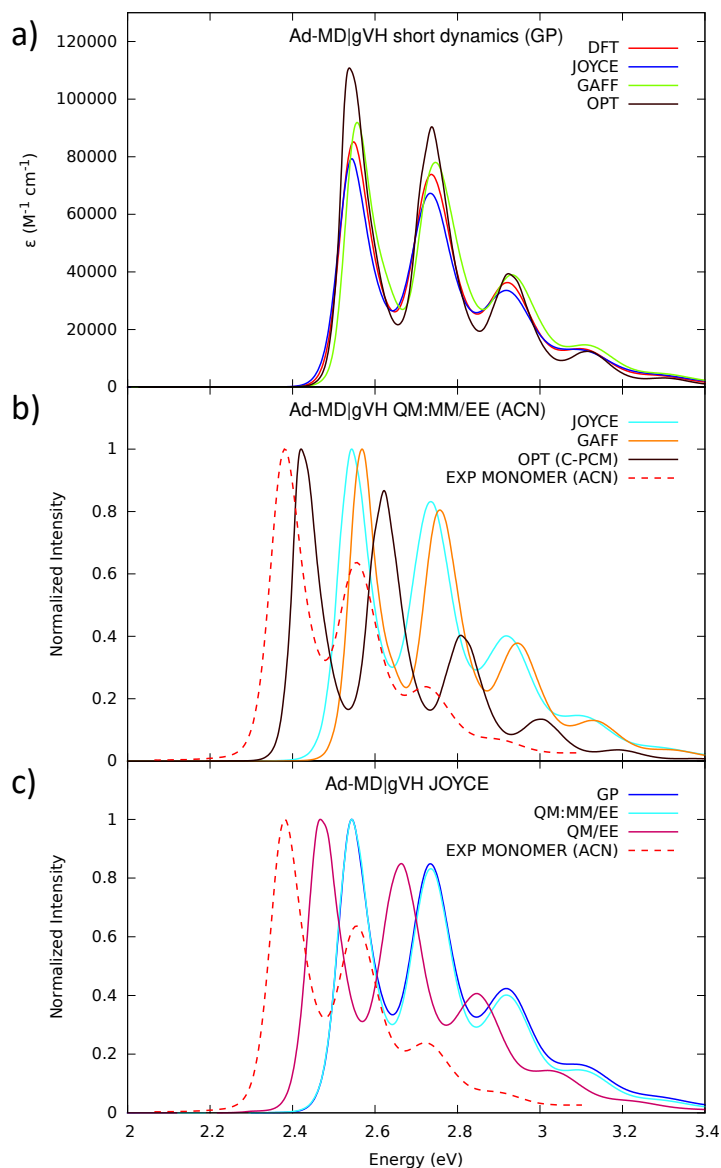 a)
Ad-MD|gVH short dynamics (GP)
DFT
JOYCE
GAFF
OPT
120000
100000
80000
60000
40000
20000
0
ε (M⁻¹ cm⁻¹)
b)
Ad-MD|gVH QM:MM/EE (ACN)
JOYCE
GAFF
OPT (C-PCM)
EXP MONOMER (ACN)
1
0.8
0.6
0.4
0.2
0
Normalized Intensity
c)
Ad-MD|gVH JOYCE
GP
QM:MM/EE
QM/EE
EXP MONOMER (ACN)
1
0.8
0.6
0.4
0.2
0
Normalized Intensity
2 2.2 2.4 2.6 2.8 3 3.2 3.4
Energy (eV)